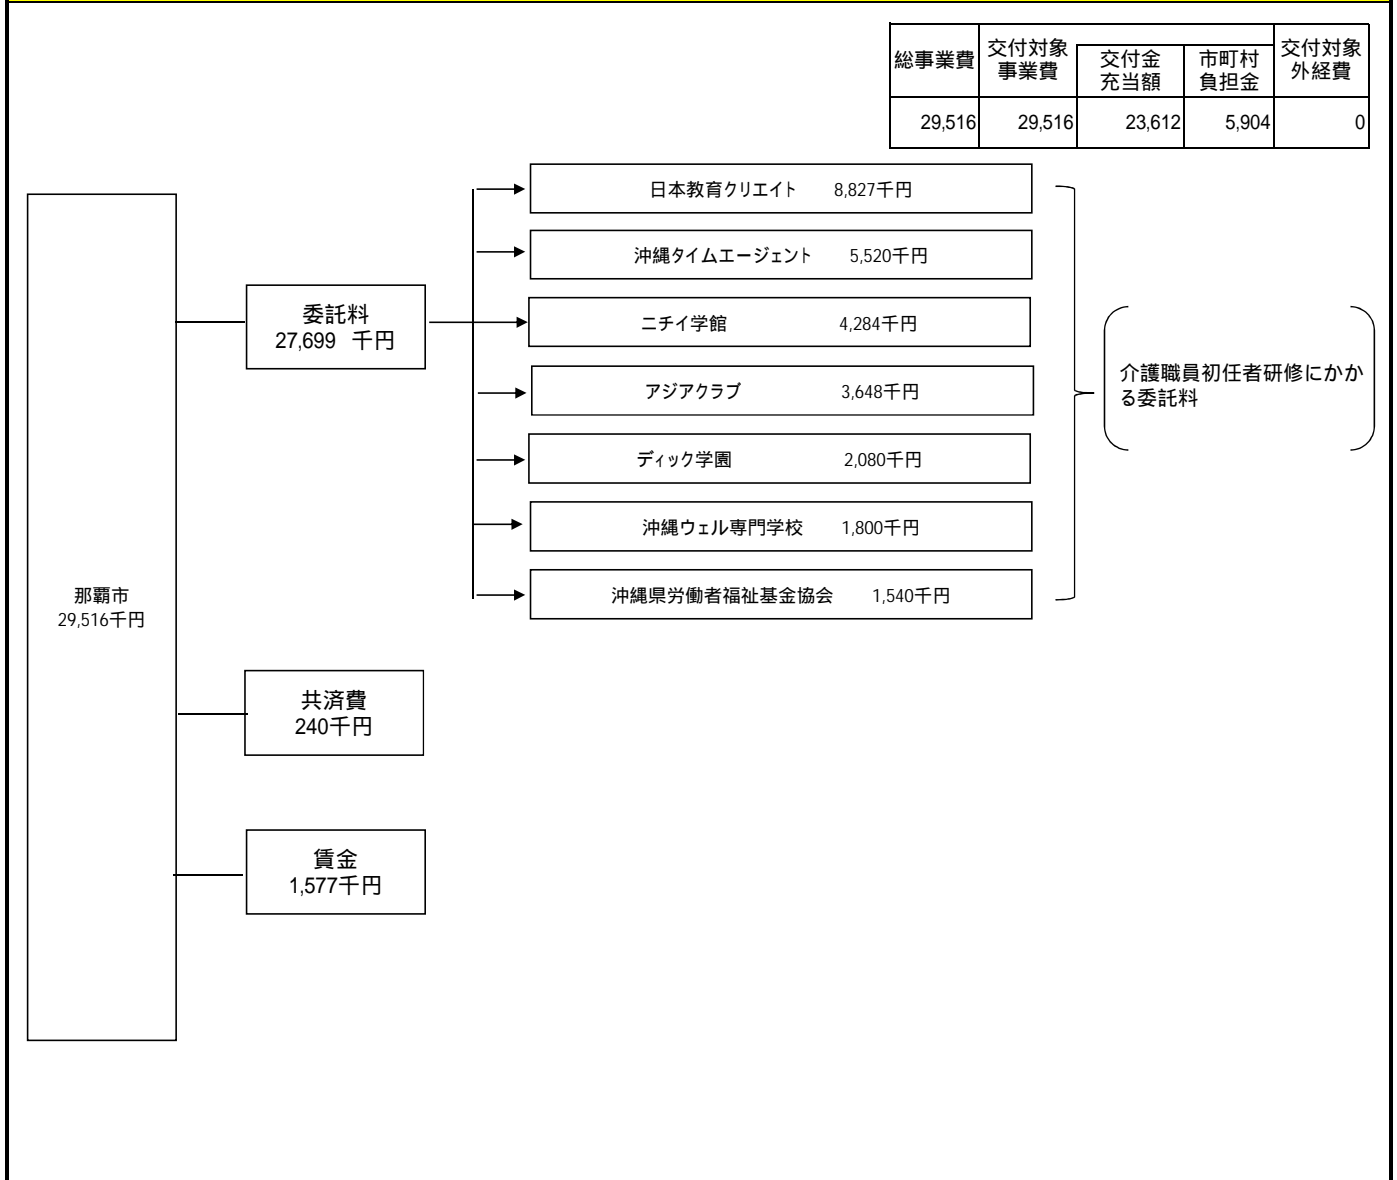 総事業費
交付対象
事業費
交付金
充当額
市町村
負担金
交付対象
外経費
29,516 29,516 23,612 5,904 0
日本教育クリエイト 8,827千円
沖縄タイムエージェント 5,520千円
委託料
27,699 千円
ニチイ学館 4,284千円
アジアクラブ 3,648千円
ディック学園 2,080千円
沖縄ウェル専門学校 1,800千円
沖縄県労働者福祉基金協会 1,540千円
介護職員初任者研修にかか
る委託料
那覇市
29,516千円
共済費
240千円
賃金
1,577千円